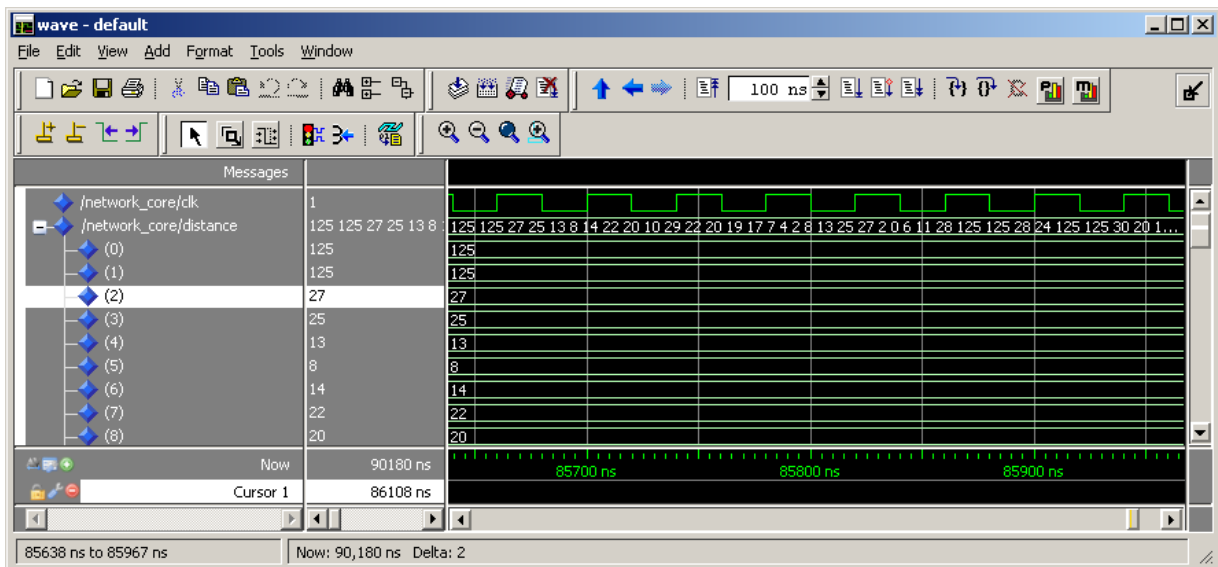 wave - default
File Edit View Add Format Tools Window
100 ns
Messages
/network_core/clk 1
/network_core/distance 125 125 27 25 13 8 125 125 27 25 13 8 14 22 20 10 29 22 20 19 17 7 4 2 8 13 25 27 2 0 6 11 28 125 125 28 24 125 125 30 20 1...
(0) 125 125
(1) 125 125
(2) 27 27
(3) 25 25
(4) 13 13
(5) 8 8
(6) 14 14
(7) 22 22
(8) 20 20
Now 90180 ns 85700 ns 85800 ns 85900 ns
Cursor 1 86108 ns
85638 ns to 85967 ns Now: 90,180 ns Delta: 2